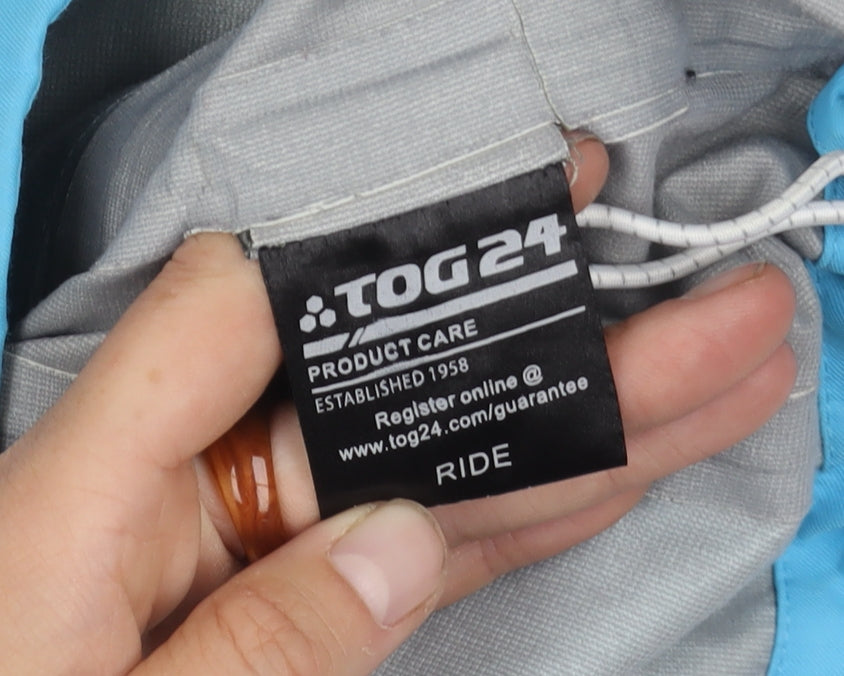 TOG 24
PRODUCT CARE
ESTABLISHED 1958
Register online @
www.tog24.com/guarantee
RIDE